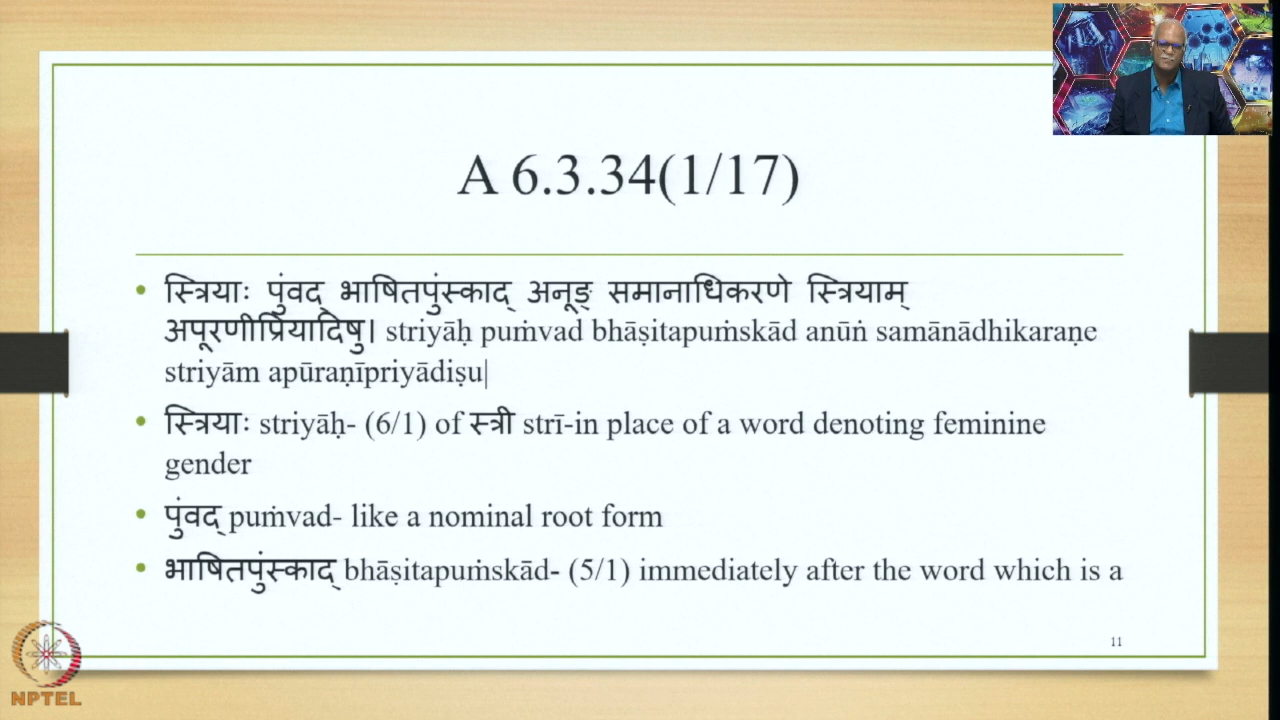 A 6.3.34(1/17)
• स्त्रियाः पुंवद् भाषितपुंस्काद् अनूङ् समानाधिकरणे स्त्रियाम्
अपूरणीप्रियादिषु। striyāḥ puṁvad bhāṣitapuṁskād anūṅ samānādhikaraṇe
striyām apūraṇīpriyādiṣu|
• स्त्रियाः striyāḥ- (6/1) of स्त्री strī-in place of a word denoting feminine
gender
• पुंवद् puṁvad- like a nominal root form
• भाषितपुंस्काद् bhāṣitapuṁskād- (5/1) immediately after the word which is a
11
NPTEL